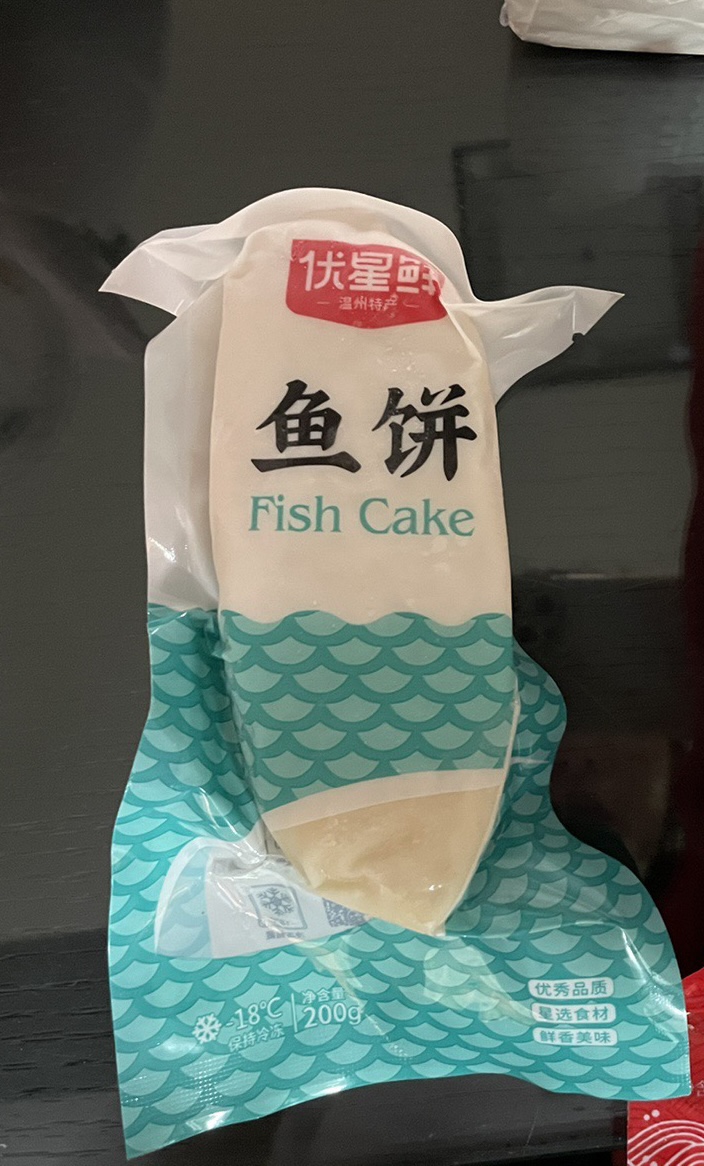 优星鲜
温州特产
鱼饼
Fish Cake
-18°C
保持冷冻
净含量
200g
优秀品质
星选食材
鲜香美味